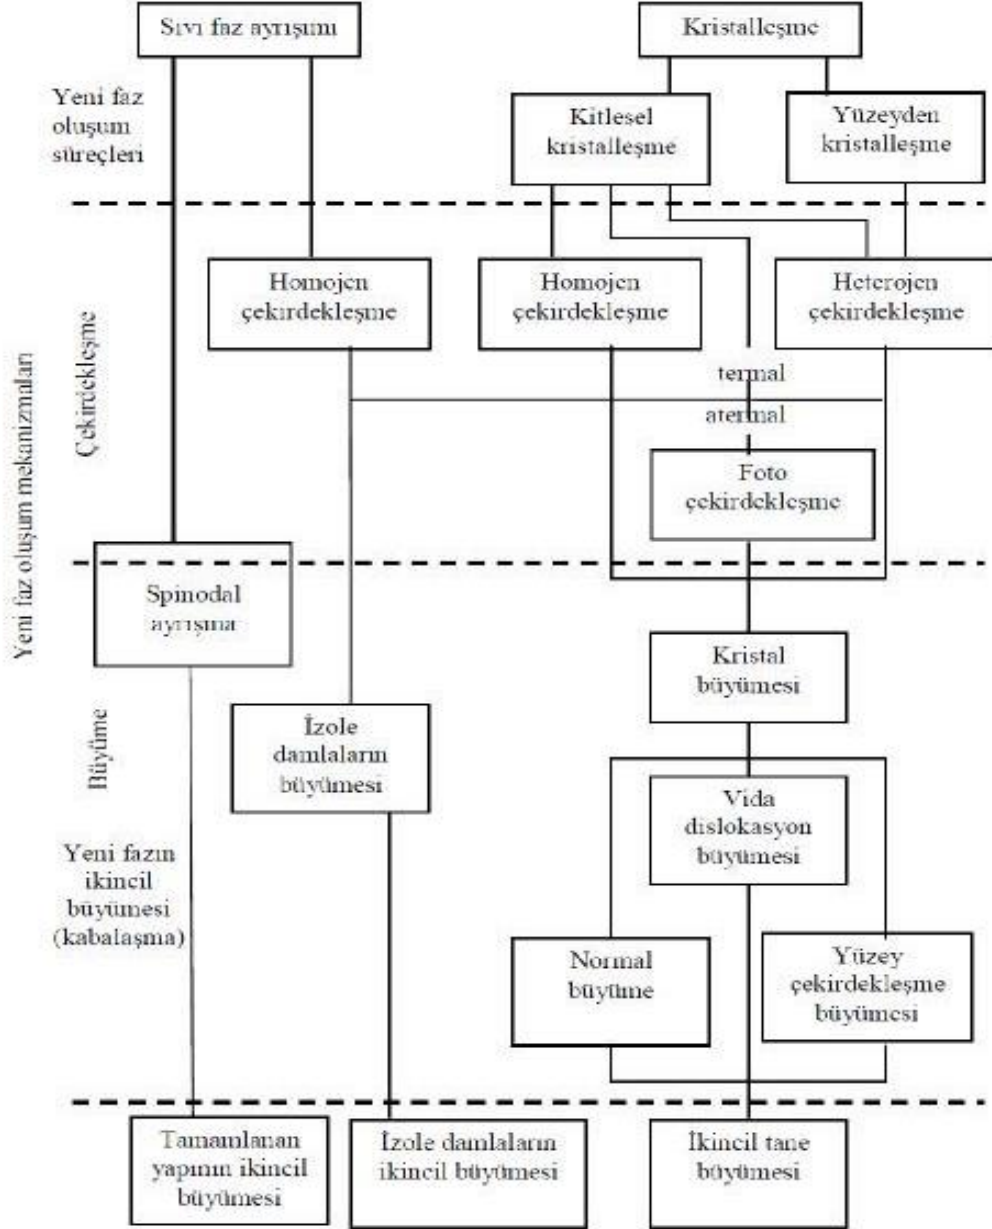 Sıvı faz ayrışımı
Kristalleşme
Yeni faz
oluşum
süreçleri
Kitlesel
kristalleşme
Yüzeyden
kristalleşme
Yeni faz oluşum mekanizmaları
Çekirdekleşme
Homojen
çekirdekleşme
Homojen
çekirdekleşme
Heterojen
çekirdekleşme
termal
atermal
Foto
çekirdekleşme
Spinodal
ayrışma
Büyüme
İzole
damlaların
büyümesi
Kristal
büyümesi
Vida
dislokasyon
büyümesi
Yeni fazın
ikincil
büyümesi
(kabalaşma)
Normal
büyüme
Yüzey
çekirdekleşme
büyümesi
Tamamlanan
yapının ikincil
büyümesi
İzole damlaların
ikincil büyümesi
İkincil tane
büyümesi